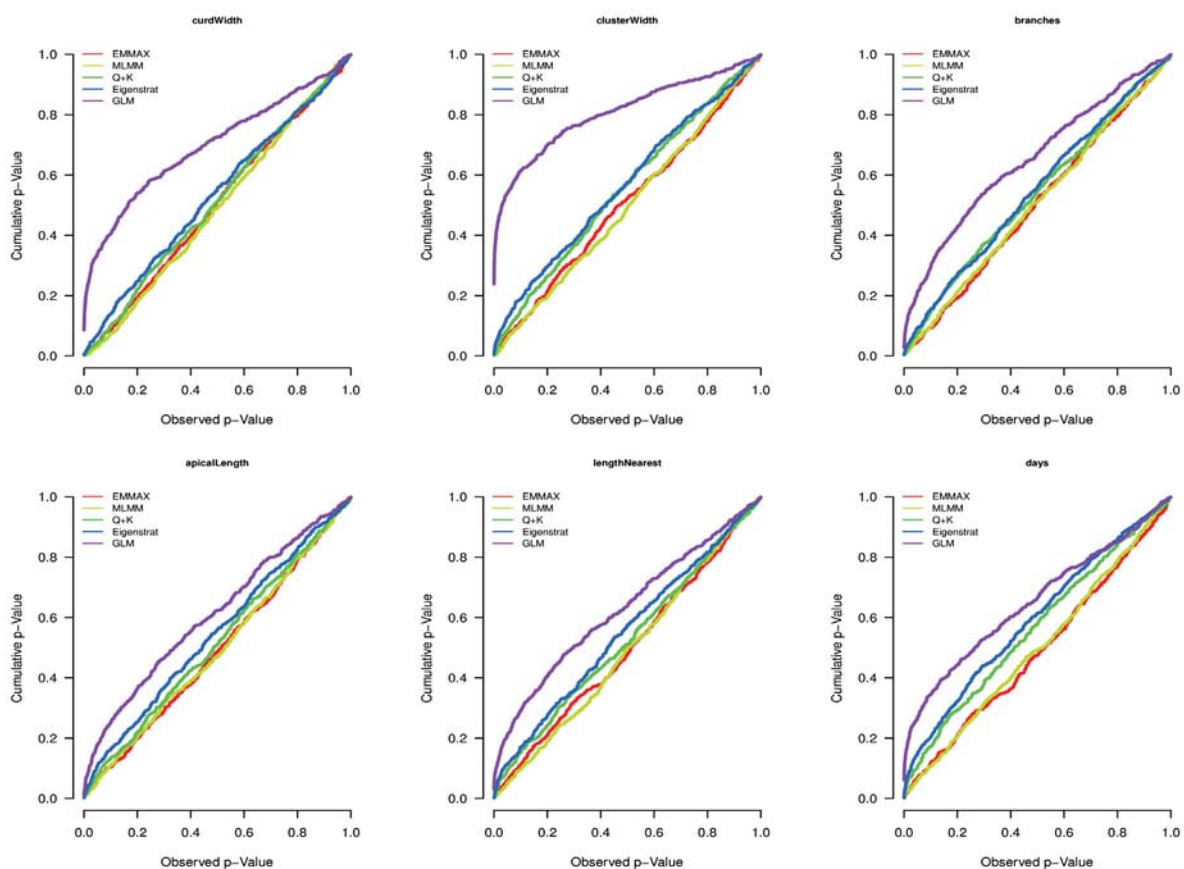 curdWidth
EMMAX
MLMM
Q+K
Eigenstrat
GLM
Cumulative p-Value
1.0
0.8
0.6
0.4
0.2
0.0
0.0 0.2 0.4 0.6 0.8 1.0
Observed p-Value
clusterWidth
EMMAX
MLMM
Q+K
Eigenstrat
GLM
Cumulative p-Value
1.0
0.8
0.6
0.4
0.2
0.0
0.0 0.2 0.4 0.6 0.8 1.0
Observed p-Value
branches
EMMAX
MLMM
Q+K
Eigenstrat
GLM
Cumulative p-Value
1.0
0.8
0.6
0.4
0.2
0.0
0.0 0.2 0.4 0.6 0.8 1.0
Observed p-Value
apicalLength
EMMAX
MLMM
Q+K
Eigenstrat
GLM
Cumulative p-Value
1.0
0.8
0.6
0.4
0.2
0.0
0.0 0.2 0.4 0.6 0.8 1.0
Observed p-Value
lengthNearest
EMMAX
MLMM
Q+K
Eigenstrat
GLM
Cumulative p-Value
1.0
0.8
0.6
0.4
0.2
0.0
0.0 0.2 0.4 0.6 0.8 1.0
Observed p-Value
days
EMMAX
MLMM
Q+K
Eigenstrat
GLM
Cumulative p-Value
1.0
0.8
0.6
0.4
0.2
0.0
0.0 0.2 0.4 0.6 0.8 1.0
Observed p-Value